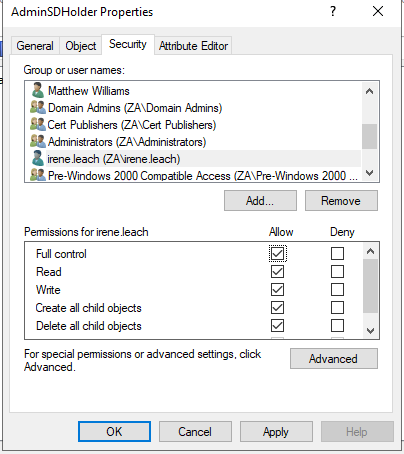 AdminSDHolder Properties
General Object Security Attribute Editor
Group or user names:
Matthew Williams
Domain Admins (ZA\Domain Admins)
Cert Publishers (ZA\Cert Publishers)
Administrators (ZA\Administrators)
irene.leach (ZA\irene.leach)
Pre-Windows 2000 Compatible Access (ZA\Pre-Windows 2000 ...
Add... Remove
Permissions for irene.leach Allow Deny
Full control
Read
Write
Create all child objects
Delete all child objects
For special permissions or advanced settings, click
Advanced.
Advanced
OK Cancel Apply Help